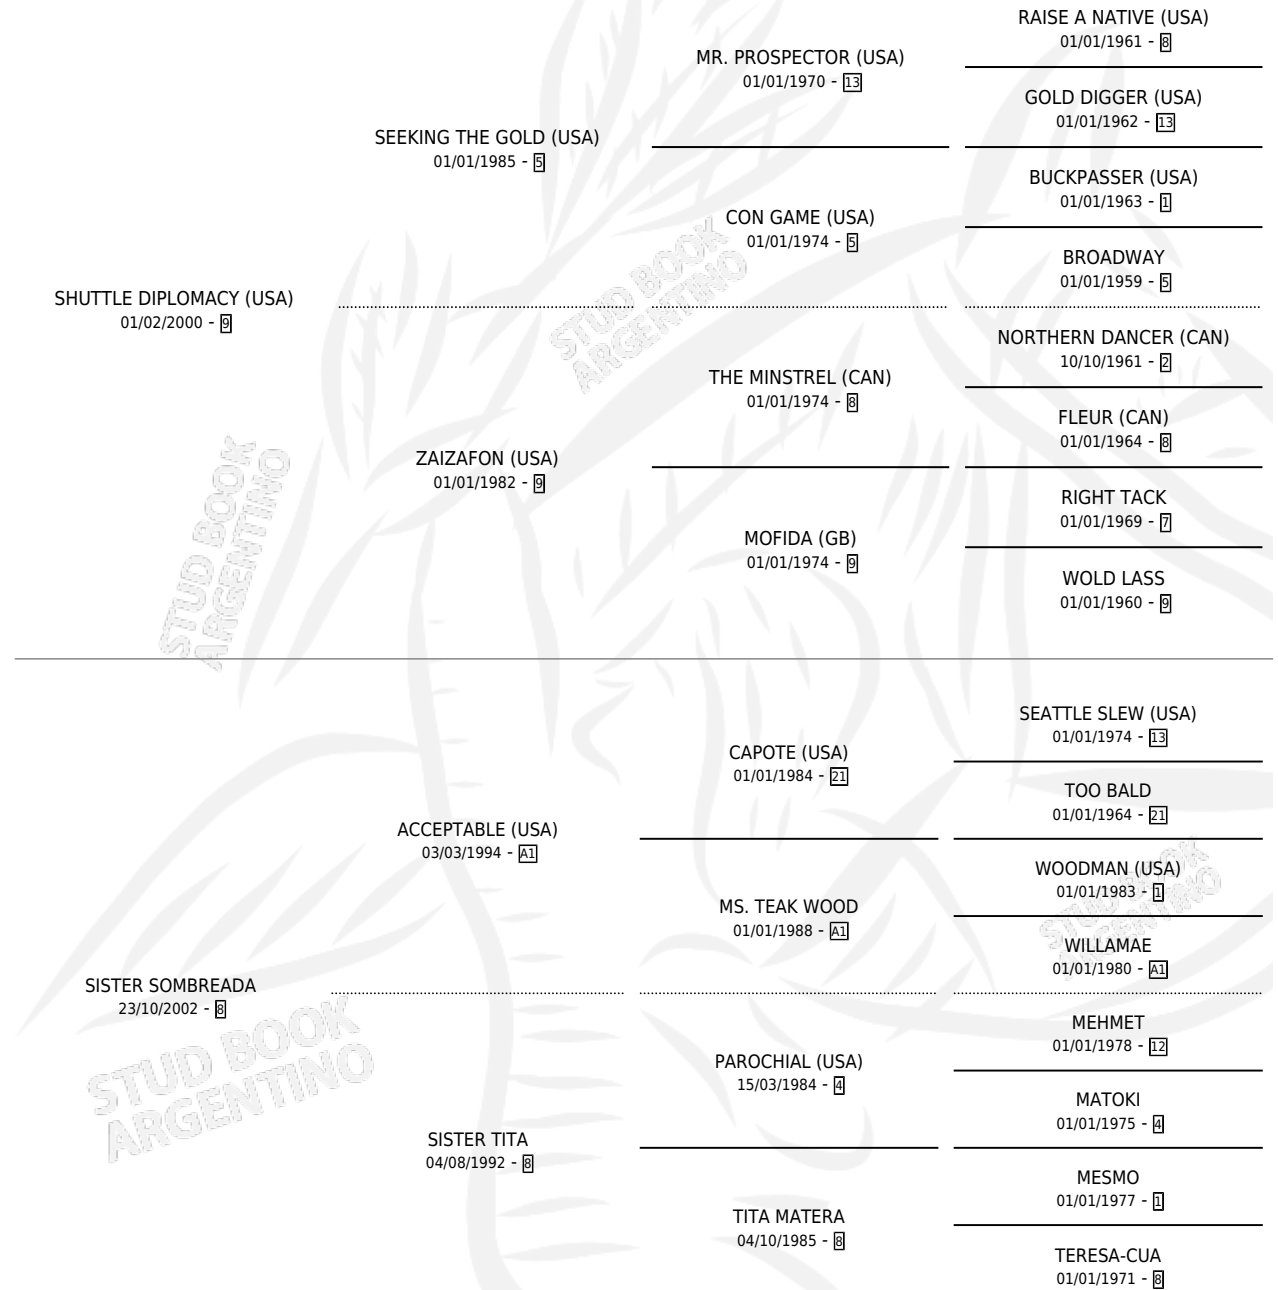 RAISE A NATIVE (USA)
01/01/1961 - 8
MR. PROSPECTOR (USA)
01/01/1970 - 13
GOLD DIGGER (USA)
01/01/1962 - 13
SEEKING THE GOLD (USA)
01/01/1985 - 5
BUCKPASSER (USA)
01/01/1963 - 1
CON GAME (USA)
01/01/1974 - 5
BROADWAY
01/01/1959 - 5
SHUTTLE DIPLOMACY (USA)
01/02/2000 - 9
NORTHERN DANCER (CAN)
10/10/1961 - 2
THE MINSTREL (CAN)
01/01/1974 - 8
FLEUR (CAN)
01/01/1964 - 8
ZAIZAFON (USA)
01/01/1982 - 9
RIGHT TACK
01/01/1969 - 7
MOFIDA (GB)
01/01/1974 - 9
WOLD LASS
01/01/1960 - 9
STUD BOOK
ARGENTINO
STUD BOOK
ARGENTINO
SEATTLE SLEW (USA)
01/01/1974 - 13
CAPOTE (USA)
01/01/1984 - 21
TOO BALD
01/01/1964 - 21
ACCEPTABLE (USA)
03/03/1994 - A1
WOODMAN (USA)
01/01/1983 - 1
MS. TEAK WOOD
01/01/1988 - A1
WILLAMAE
01/01/1980 - A1
SISTER SOMBREADA
23/10/2002 - 8
MEHMET
01/01/1978 - 12
PAROCHIAL (USA)
15/03/1984 - 4
MATOKI
01/01/1975 - 4
SISTER TITA
04/08/1992 - 8
MESMO
01/01/1977 - 1
TITA MATERA
04/10/1985 - 8
TERESA-CUA
01/01/1971 - 8
STUD BOOK
ARGENTINO
STUD BOOK
ARGENTINO